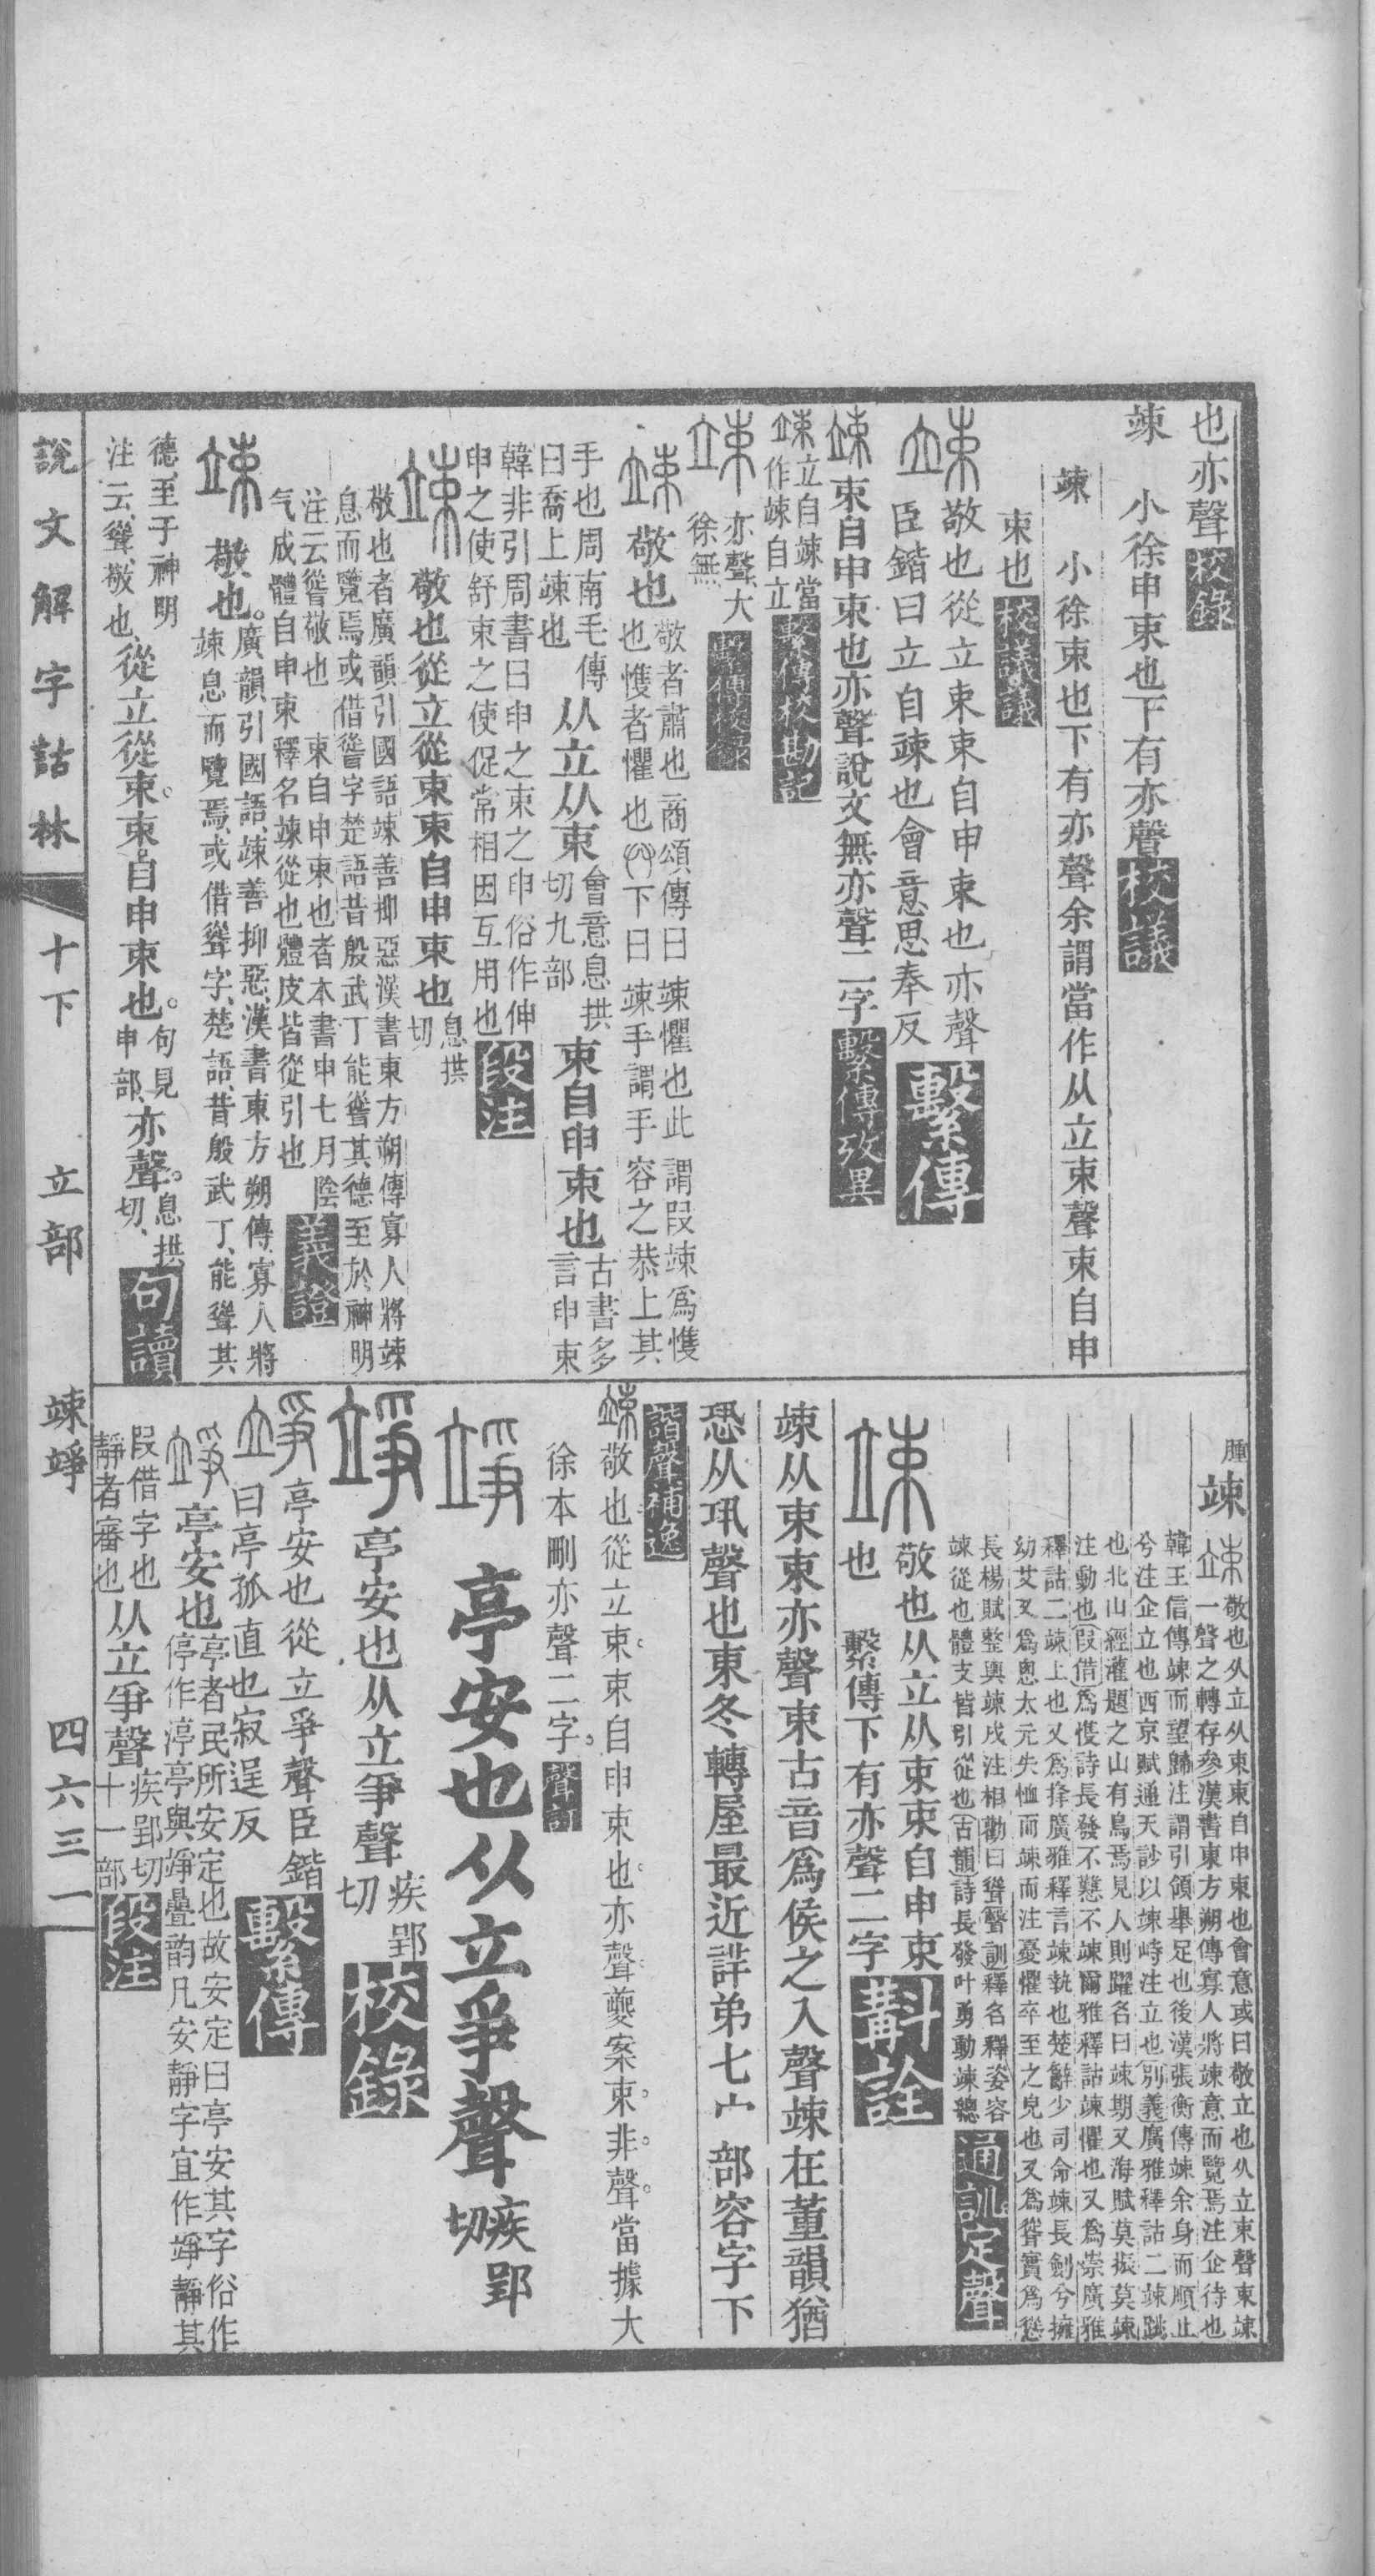 也亦聲校錄
竦　小徐申束也下有亦聲校議
竦　小徐束也下有亦聲余謂當作从立束聲束自申
束也校議議
竦敬也從立束束自申束也亦聲
臣鍇曰立自竦也會意思奉反繫傳
竦束自申束也亦聲說文無亦聲二字繫傳攷異
竦立自竦當
作竦自立繫傳校勘記
竦亦聲大
徐無繫傳校錄
竦敬也敬者肅也商頌傳曰竦懼也此謂叚竦爲愯
也愯者懼也𠬞下曰竦手謂手容之恭上其
手也周南毛傳
曰喬上竦也从立从束會意息拱
切九部束自申束也古書多
言申束
韓非引周書曰申之束之申俗作伸
申之使舒束之使促常相因互用也段注
竦敬也從立從束束自申束也息拱
切
敬也者廣韻引國語竦善抑惡漢書東方朔傳寡人將竦
息而覽焉或借聳字楚語昔殷武丁能聳其德至於神明
注云聳敬也　束自申束也者本書申七月陰
气成體自申束釋名竦從也體皮皆從引也義證
竦敬也。廣韻引國語、竦善抑惡、漢書東方朔傳、寡人將
竦息而覽焉、或借聳字、楚語、昔殷武丁、能聳其
德、至于神明
注云、聳、敬也、從立從束。束、自申束也。句見
申部、亦聲。息拱
切、句讀
腫竦竦敬也从立从束束自申束也會意或曰敬立也从立束聲束竦
一聲之轉存參漢書東方朔傳寡人將竦意而覽焉注企待也
韓王信傳竦而望歸注謂引領舉足也後漢張衡傳竦余身而順止
兮注企立也西京賦通天訬以竦峙注立也別義廣雅釋詁二竦跳
也北山經灌題之山有鳥焉見人則躍名曰竦期又海賦莫振莫竦
注動也叚借爲愯詩長發不戁不竦爾雅釋詁竦懼也又爲崇廣雅
釋詁二竦上也又爲㨖廣雅釋言竦執也楚辭少司命竦長劍兮擁
幼艾又爲悤太元失恤而竦而注憂懼卒至之皃也又爲聳實爲慫
長楊賦整輿竦戎注相勸曰聳聲訓釋名釋姿容
竦從也體支皆引從也古韻詩長發叶勇動竦總通訓定聲
竦敬也从立从束束自申束
也　繫傳下有亦聲二字斠詮
竦从束束亦聲束古音爲侯之入聲竦在董韻猶
恐从巩聲也東冬轉屋最近詳弟七宀部容字下
諧聲補逸
竦敬也從立束。束自申束也。亦聲。夔案束。非聲。當據大
徐本刪亦聲二字。聲訂
竫　亭安也从立爭聲疾郢
切
竫亭安也从立爭聲疾郢
切校錄
竫亭安也從立爭聲臣鍇
曰亭孤直也寂逞反繫傳
竫亭安也亭者民所安定也故安定曰亭安其字俗作
停作渟亭與竫曡韵凡安靜字宜作竫靜其
叚借字也
靜者審也从立爭聲疾郢切
十一部段注
說文解字詁林　十下　立部　竦竫　四六三一